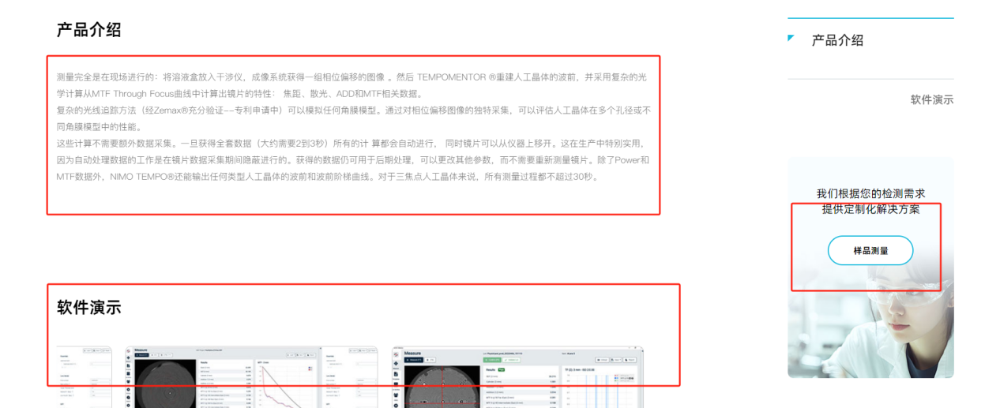 产品介绍
测量完全是在现场进行的：将溶液盒放入干涉仪，成像系统获得一组相位偏移的图像 。然后 TEMPOMENTOR ®重建人工晶体的波前，并采用复杂的光
学计算从MTF Through Focus曲线中计算出镜片的特性： 焦距、散光、ADD和MTF相关数据。
复杂的光线追踪方法（经Zemax®充分验证––专利申请中）可以模拟任何角膜模型。通过对相位偏移图像的独特采集，可以评估人工晶体在多个孔径或不
同角膜模型中的性能。
这些计算不需要额外数据采集。一旦获得全套数据（大约需要2到3秒）所有的计 算都会自动进行， 同时镜片可以从仪器上移开。这在生产中特别实用，
因为自动处理数据的工作是在镜片数据采集期间隐蔽进行的。获得的数据仍可用于后期处理，可以更改其他参数，而不需要重新测量镜片。除了Power和
MTF数据外，NIMO TEMPO®还能输出任何类型人工晶体的波前和波前阶梯曲线。对于三焦点人工晶体来说，所有测量过程都不超过30秒。
软件演示
Measure
Results
Measure
Results
产品介绍
软件演示
我们根据您的检测需求
提供定制化解决方案
样品测量